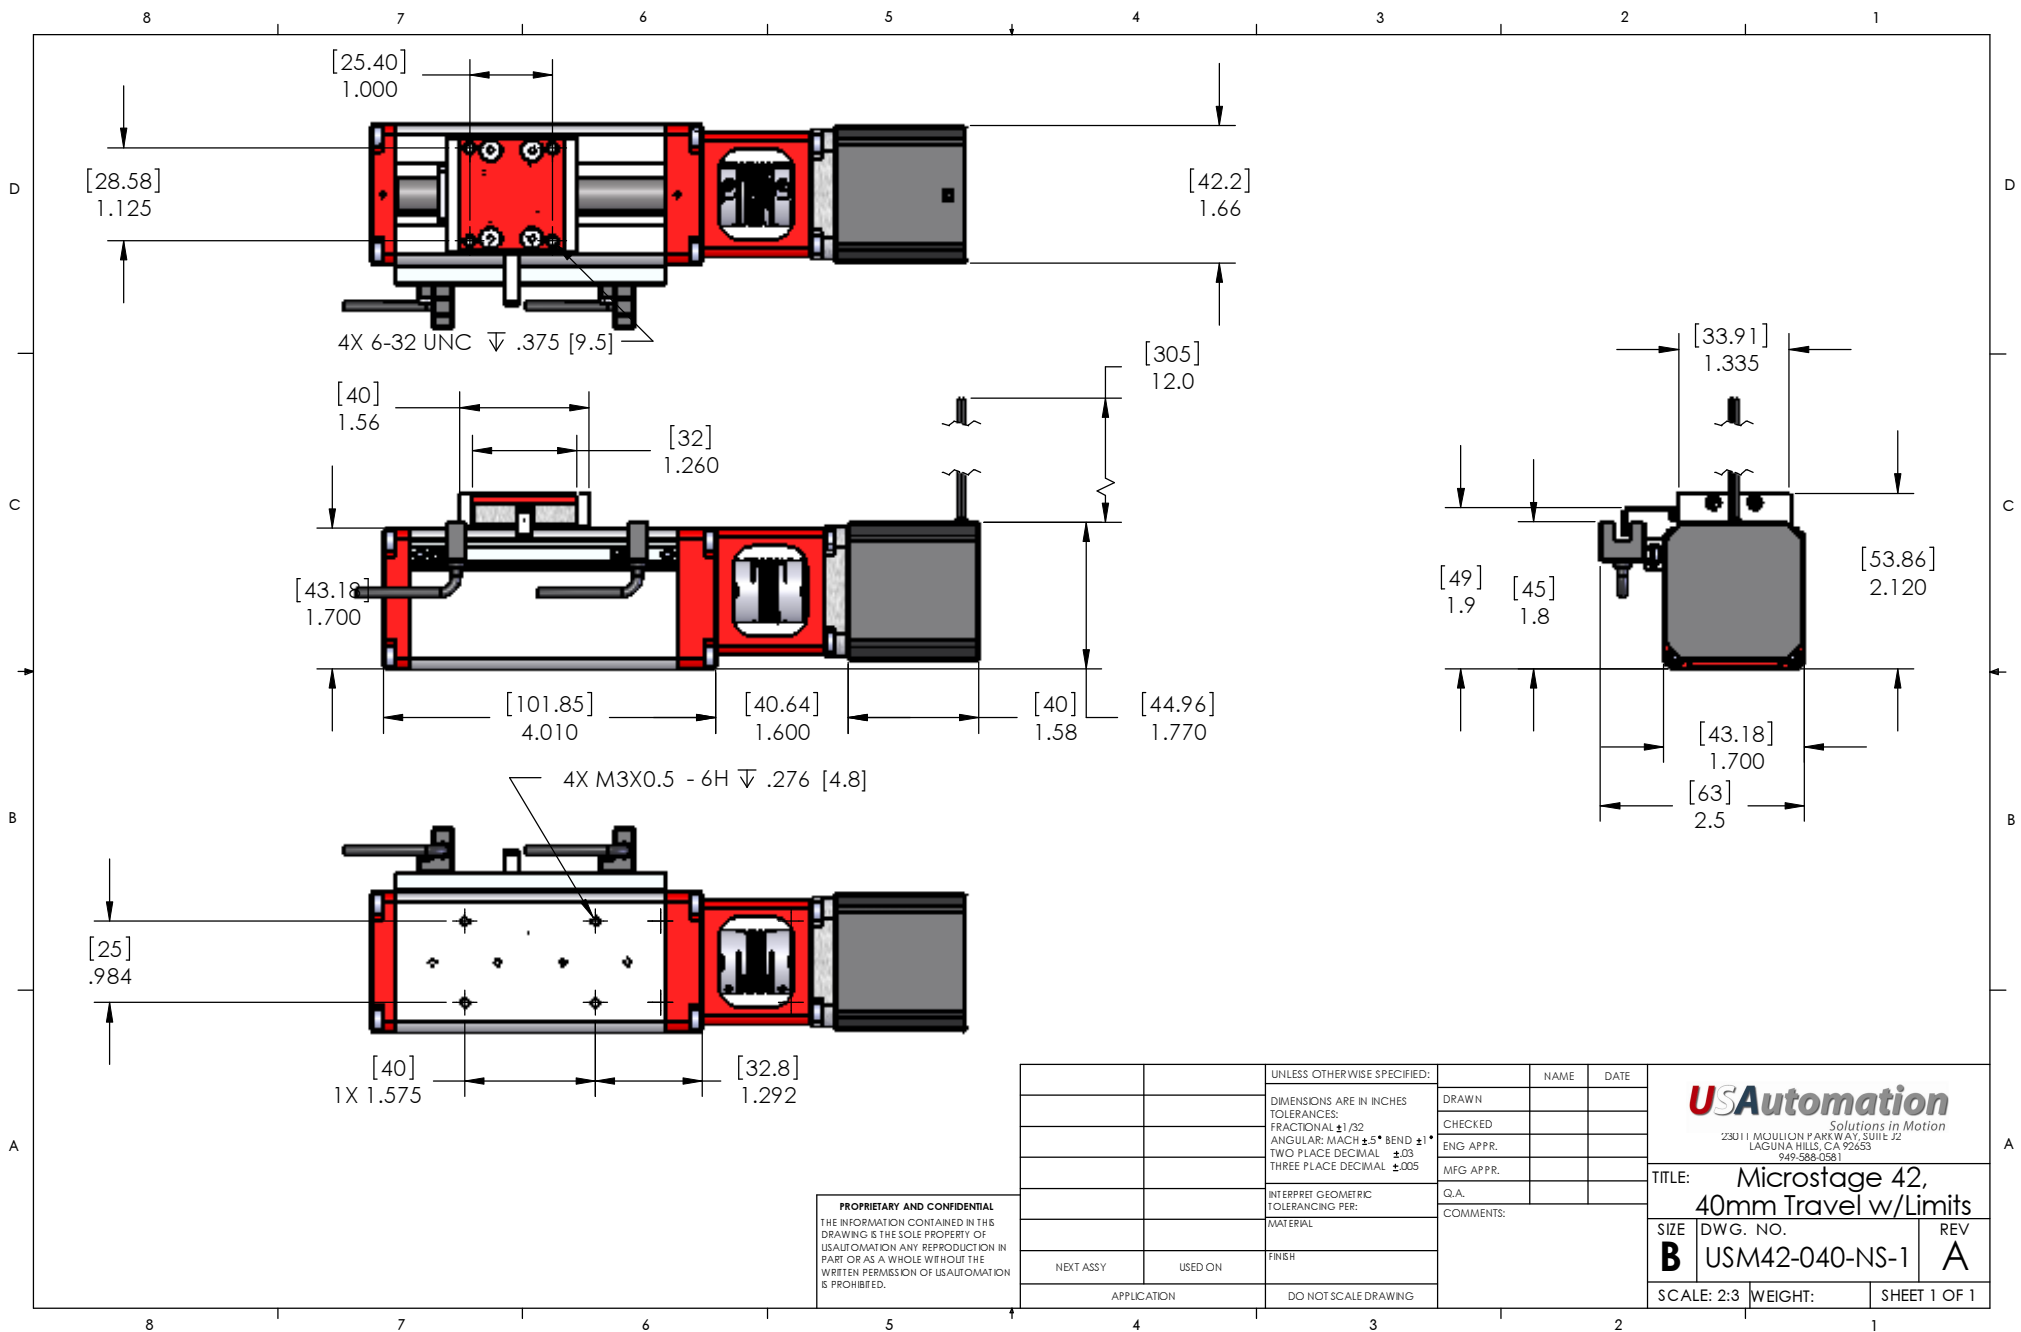 8 7 6 5 4 3 2 1
D
D
[25.40]
1.000
[28.58]
1.125
[42.2]
1.66
4X 6-32 UNC ↧ .375 [9.5]
[305]
12.0
[33.91]
1.335
[40]
1.56
[32]
1.260
C
C
[43.18]
1.700
[49]
1.9
[45]
1.8
[53.86]
2.120
[101.85]
4.010
[40.64]
1.600
[40]
1.58
[44.96]
1.770
[43.18]
1.700
[63]
2.5
4X M3X0.5 - 6H ↧ .276 [4.8]
B
B
[25]
.984
[40]
1X 1.575
[32.8]
1.292
A
A
PROPRIETARY AND CONFIDENTIAL
THE INFORMATION CONTAINED IN THIS
DRAWING IS THE SOLE PROPERTY OF
USAUTOMATION ANY REPRODUCTION IN
PART OR AS A WHOLE WITHOUT THE
WRITTEN PERMISSION OF USAUTOMATION
IS PROHIBITED.
NEXT ASSY
USED ON
APPLICATION
UNLESS OTHERWISE SPECIFIED:
DIMENSIONS ARE IN INCHES
TOLERANCES:
FRACTIONAL ±1/32
ANGULAR: MACH ±.5° BEND ±1°
TWO PLACE DECIMAL ±.03
THREE PLACE DECIMAL ±.005
INTERPRET GEOMETRIC
TOLERANCING PER:
MATERIAL
FINISH
DO NOT SCALE DRAWING
NAME
DATE
DRAWN
CHECKED
ENG APPR.
MFG APPR.
Q.A.
COMMENTS:
USAutomation
Solutions in Motion
23011 MOULTON PARKWAY, SUITE J2
LAGUNA HILLS, CA 92653
949-588-0581
TITLE:
Microstage 42,
40mm Travel w/Limits
SIZE
B
DWG. NO.
USM42-040-NS-1
REV
A
SCALE: 2:3
WEIGHT:
SHEET 1 OF 1
8 7 6 5 4 3 2 1